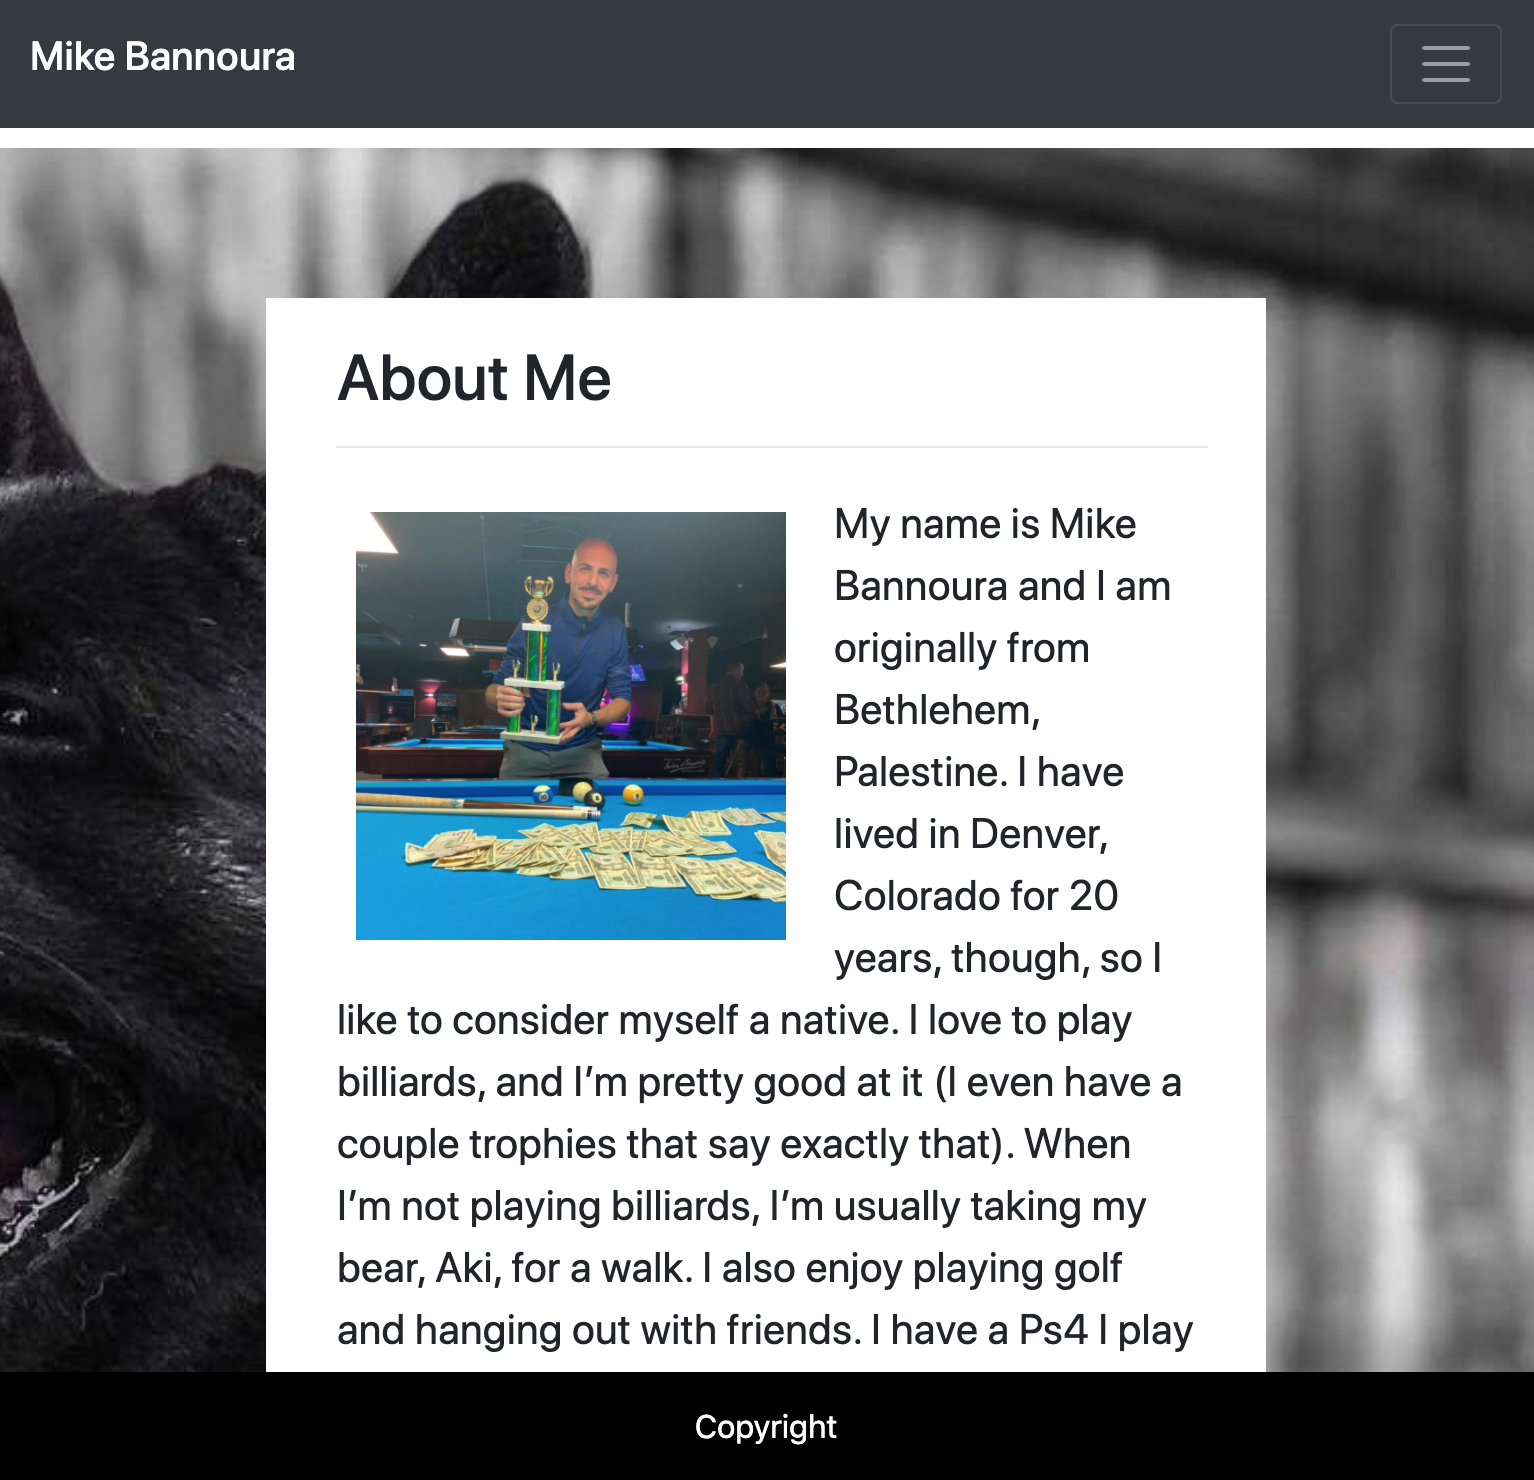 Mike Bannoura
About Me
My name is Mike
Bannoura and I am
originally from
Bethlehem,
Palestine. I have
lived in Denver,
Colorado for 20
years, though, so I
like to consider myself a native. I love to play
billiards, and I’m pretty good at it (I even have a
couple trophies that say exactly that). When
I’m not playing billiards, I’m usually taking my
bear, Aki, for a walk. I also enjoy playing golf
and hanging out with friends. I have a Ps4 I play
Copyright